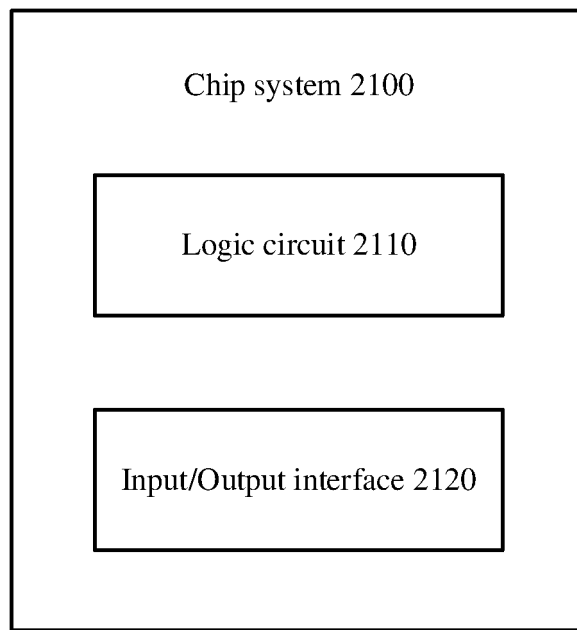 Chip system 2100
Logic circuit 2110
Input/Output interface 2120